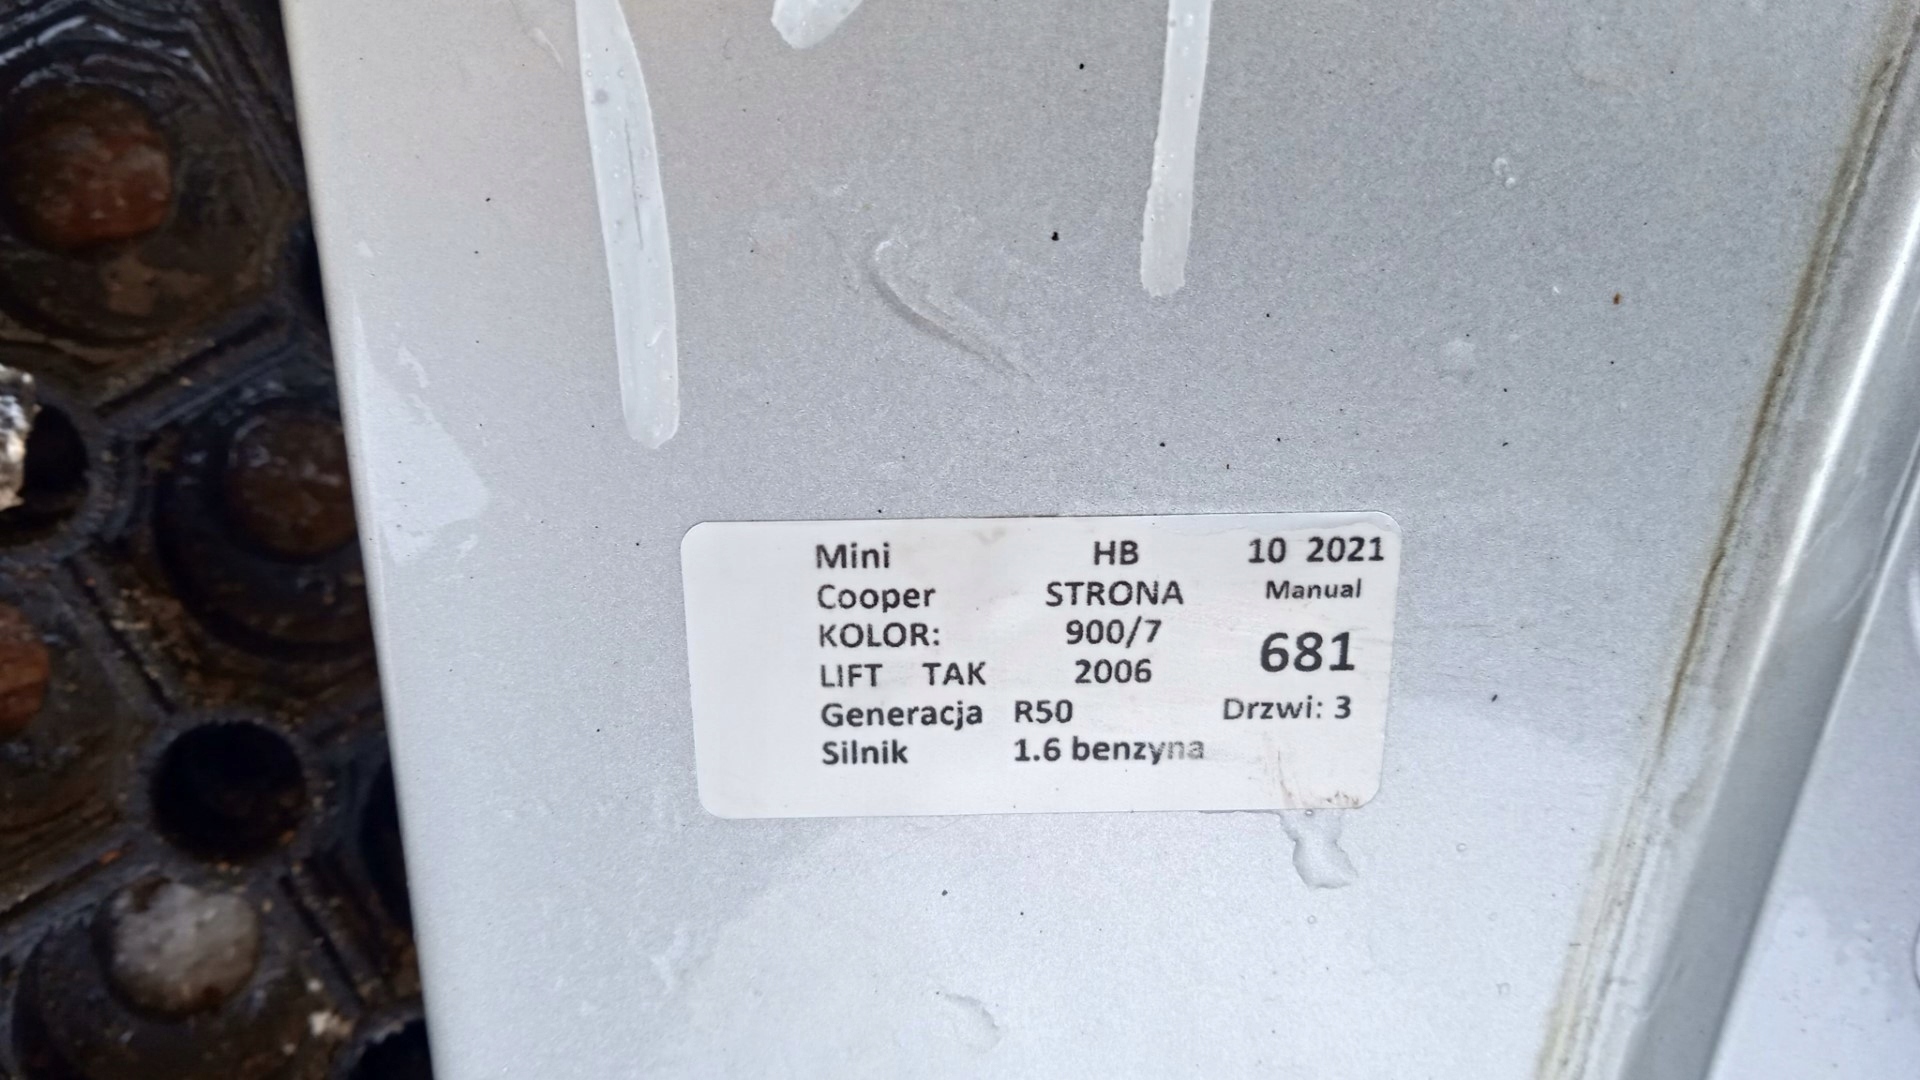 Mini HB 10 2021
Cooper STRONA Manual
KOLOR: 900/7
681
LIFT TAK 2006
Generacja R50 Drzwi: 3
Silnik 1.6 benzyna